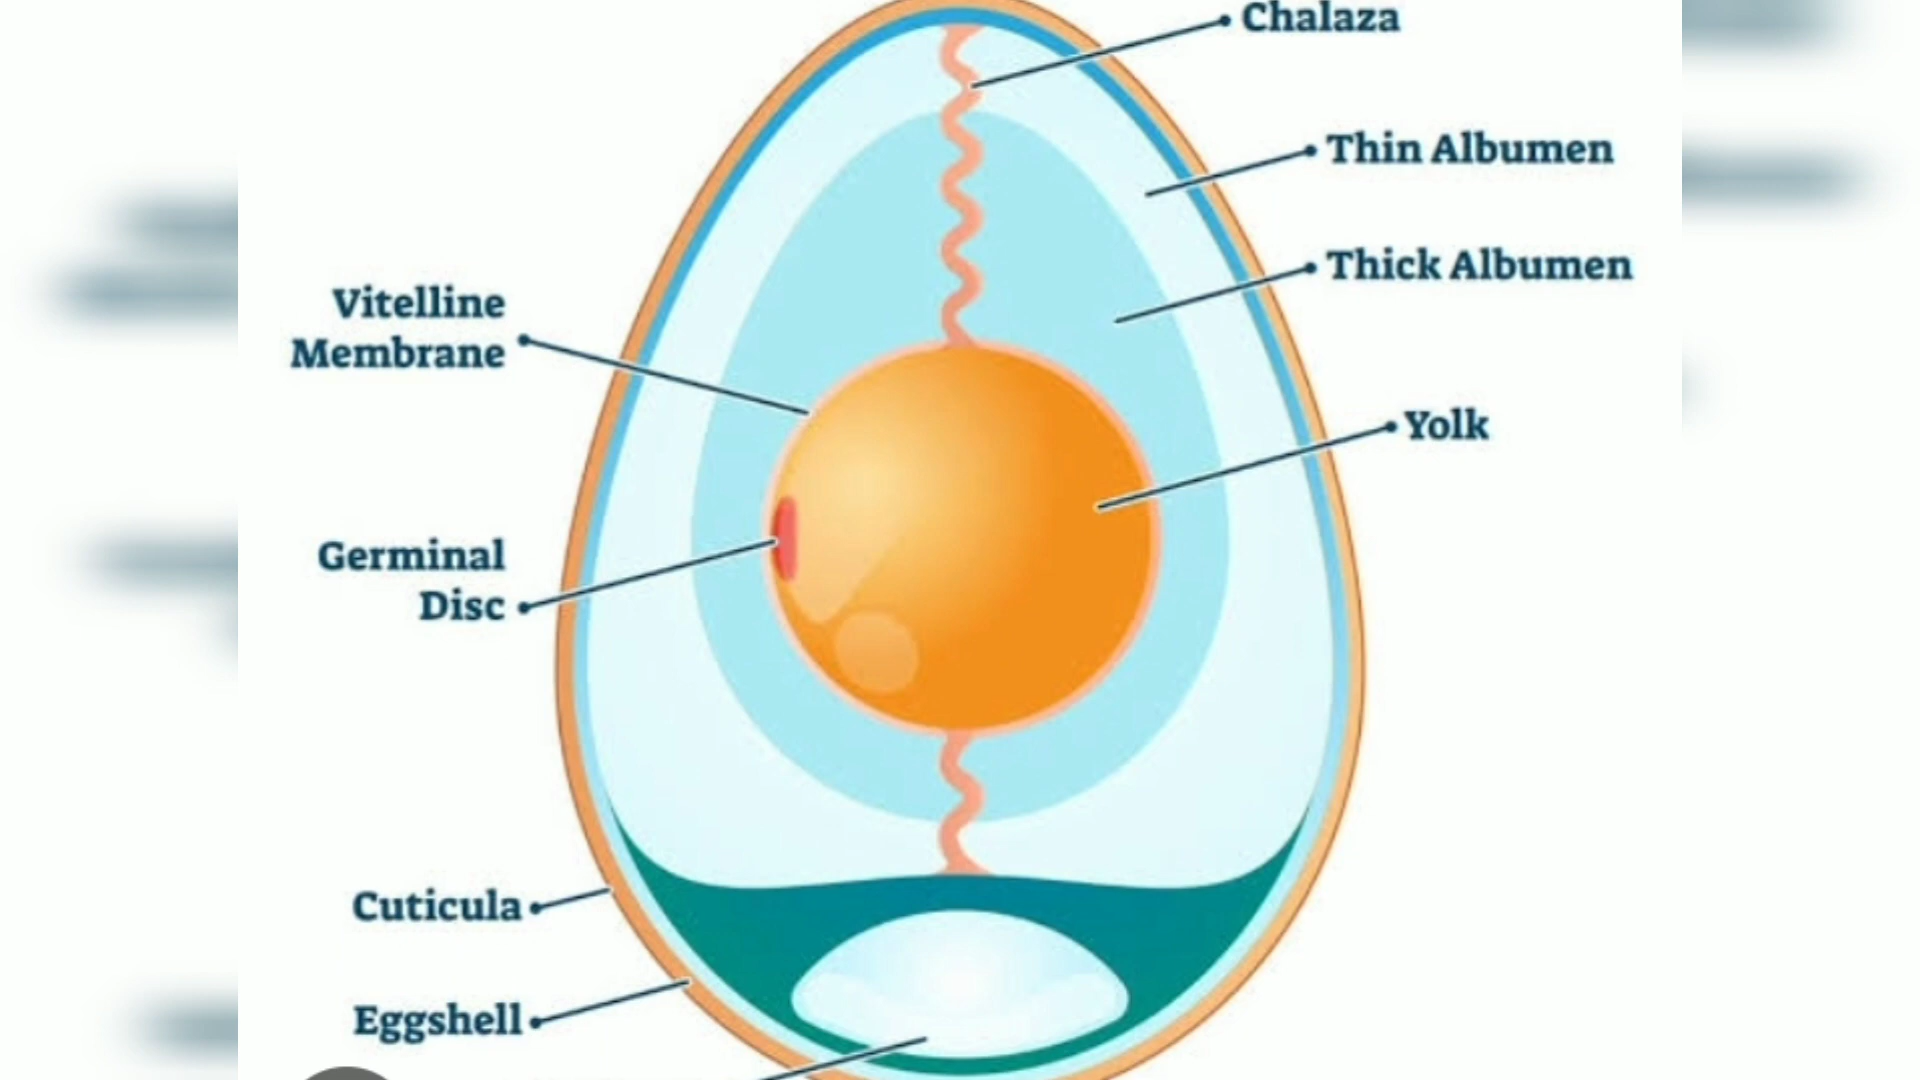 Chalaza
Thin Albumen
Thick Albumen
Vitelline
Membrane
Yolk
Germinal
Disc
Cuticula
Eggshell